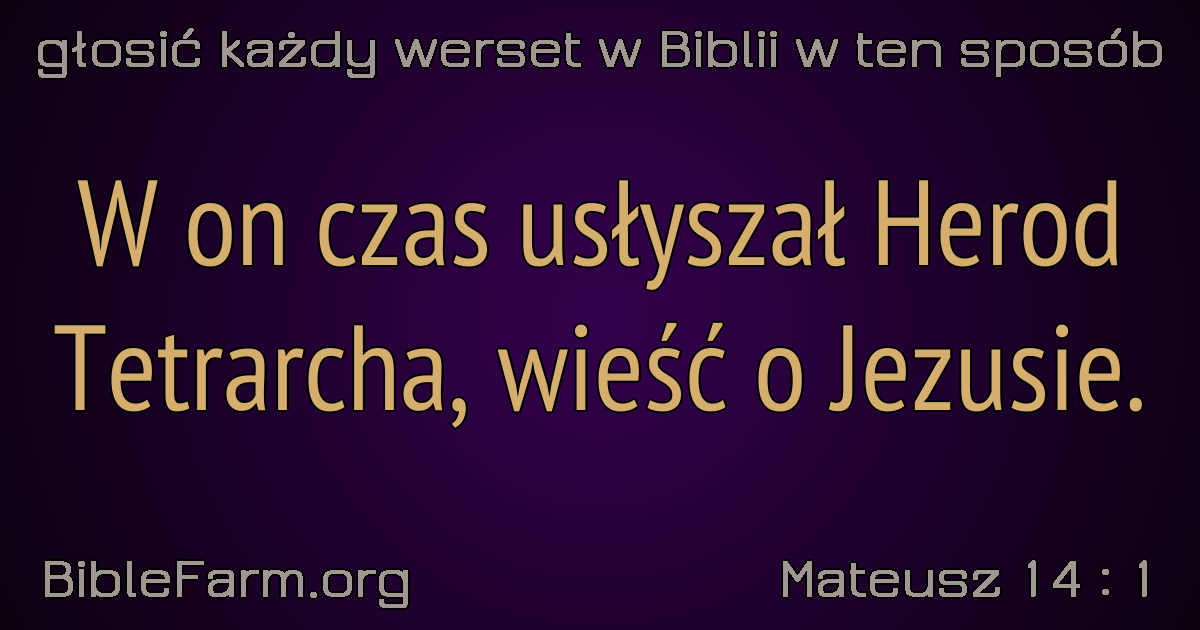 głosić każdy werset w Biblii w ten sposób
W on czas usłyszał Herod
Tetrarcha, wieść o Jezusie.
BibleFarm.org
Mateusz 14 : 1